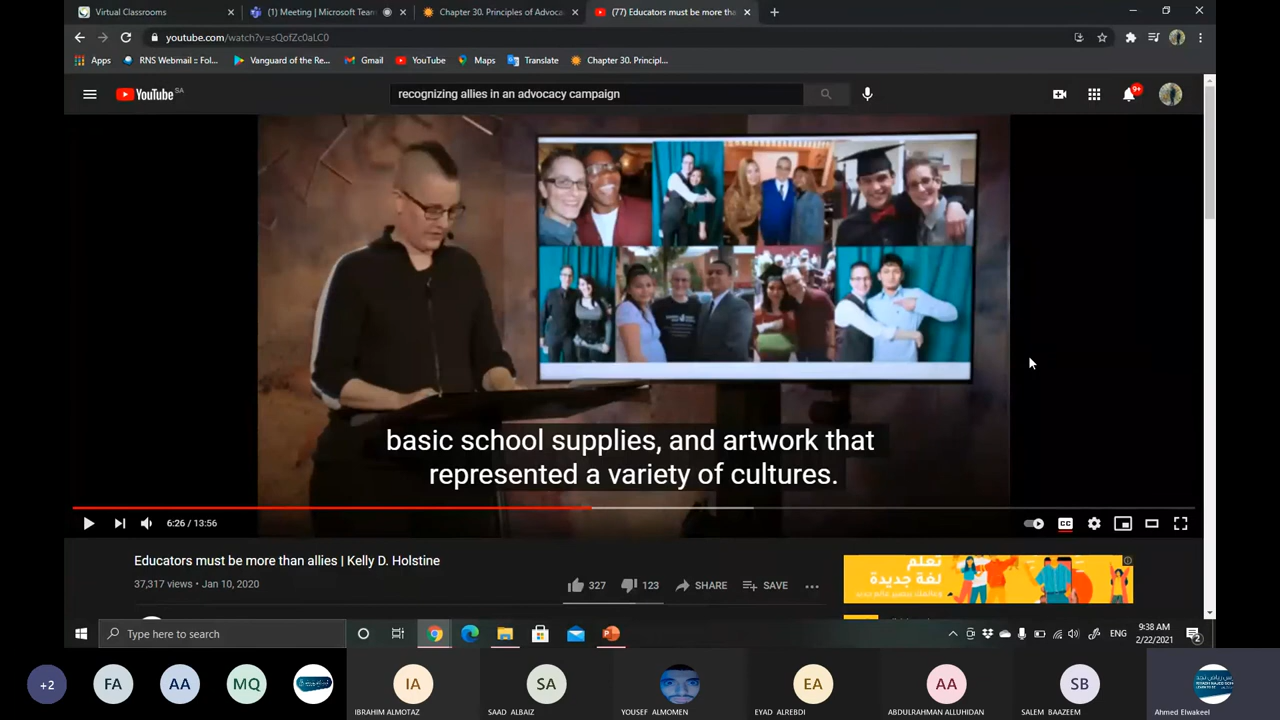 Virtual Classrooms
(1) Meeting | Microsoft Team
Chapter 30. Principles of Advoca
(77) Educators must be more tha
youtube.com/watch?v=sQofZc0aLC0
Apps
RNS Webmail :: Fol...
Vanguard of the Re...
Gmail
YouTube
Maps
Translate
Chapter 30. Principl...
YouTube SA
recognizing allies in an advocacy campaign
9+
basic school supplies, and artwork that
represented a variety of cultures.
6:26 / 13:56
CC
Educators must be more than allies | Kelly D. Holstine
37,317 views • Jan 10, 2020
327
123
SHARE
SAVE
تعلم
لغة جديدة
Type here to search
ENG
9:38 AM
2/22/2021
2
+2
FA
AA
MQ
IA
SA
EA
AA
SB
IBRAHIM ALMOTAZ
SAAD ALBAIZ
YOUSEF ALMOMEN
EYAD ALREBDI
ABDULRAHMAN ALLUHIDAN
SALEM BAAZEEM
Ahmed Elwakeel